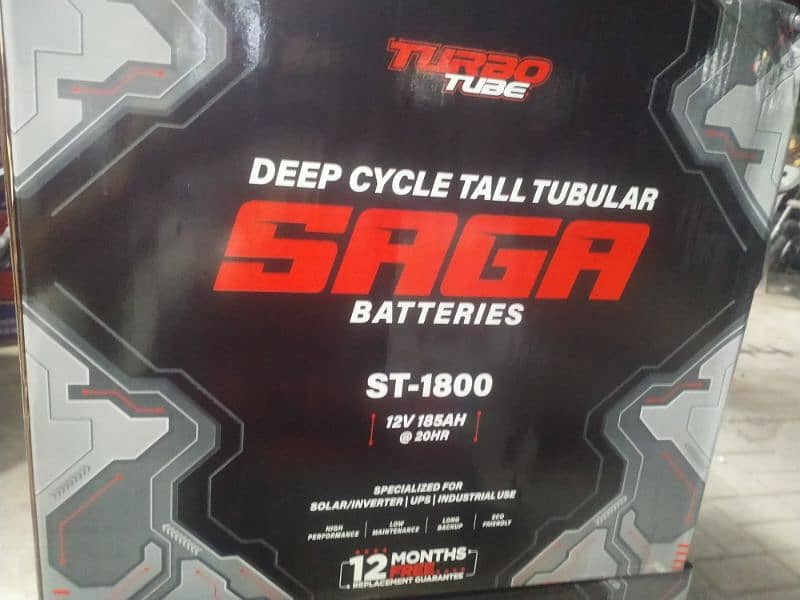 TURBO
TUBE
DEEP CYCLE TALL TUBULAR
SAGA
BATTERIES
ST-1800
12V 185AH
@ 20HR
SPECIALIZED FOR
SOLAR/INVERTER | UPS | INDUSTRIAL USE
HIGH PERFORMANCE | LOW MAINTENANCE | LONG BACKUP | ECO FRIENDLY
12 MONTHS
FREE
REPLACEMENT GUARANTEE